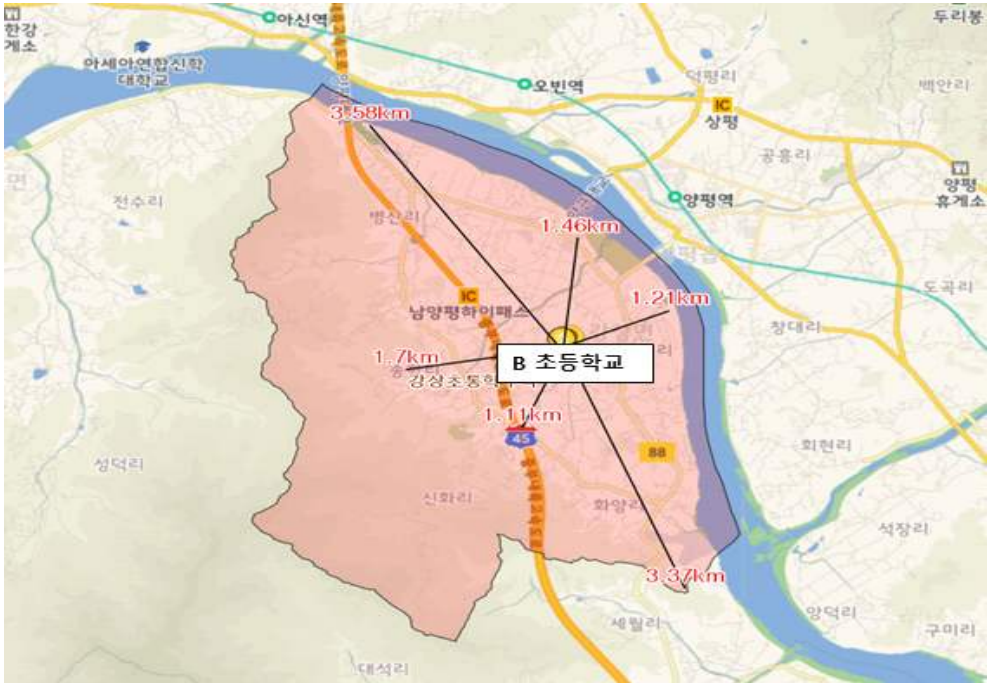 한강
게소
아신역
두리봉
아세아연합신학
대학교
오빈역
덕평리
백안리
IC
상평
3.58km
공흥리
면
전수리
양평역
양평
휴게소
병산리
1.46km
도곡리
1.21km
IC
남양평하이패스
창대리
1.7km
B 초등학교
강상초등학
1.11km
45
88
회현리
성덕리
신화리
화양리
석장리
3.37km
세월리
앙덕리
구미리
대석리